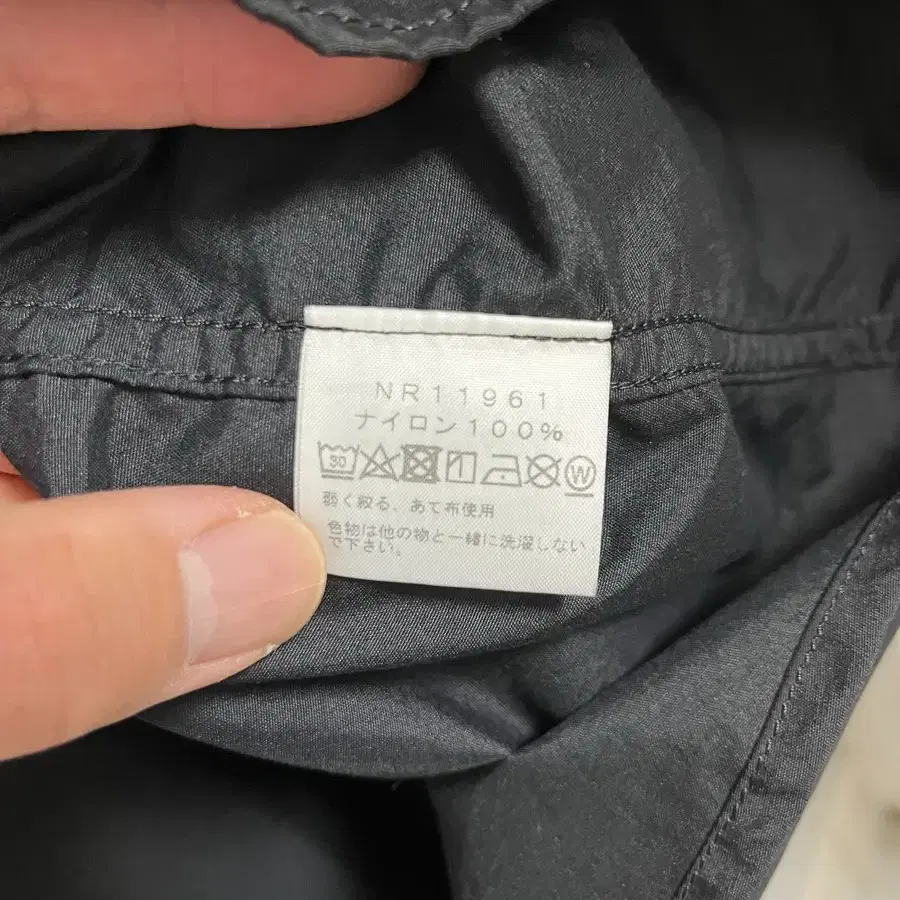 NR11961
ナイロン100%
30 W
弱く絞る、あて布使用
色物は他の物と一緒に洗濯しない
で下さい。